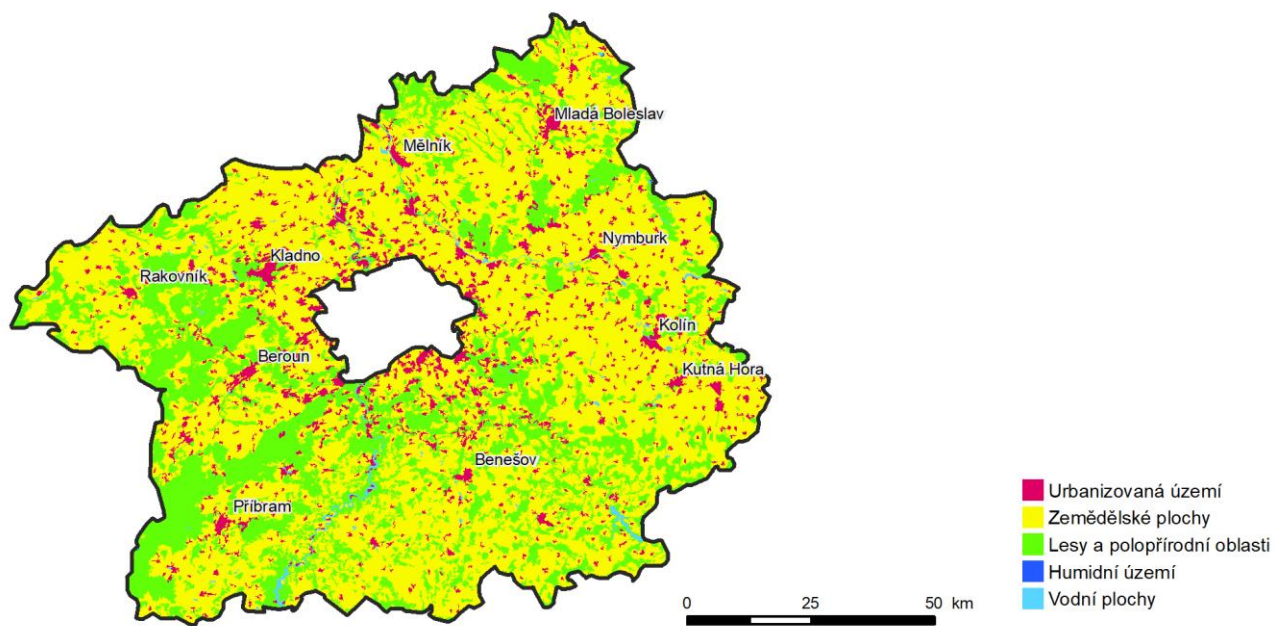 Mladá Boleslav
Mělník
Nymburk
Kladno
Rakovník
Kolín
Beroun
Kutná Hora
Benešov
Příbram
Urbanizovaná území
Zemědělské plochy
Lesy a polopřírodní oblasti
Humidní území
Vodní plochy
0 25 50 km